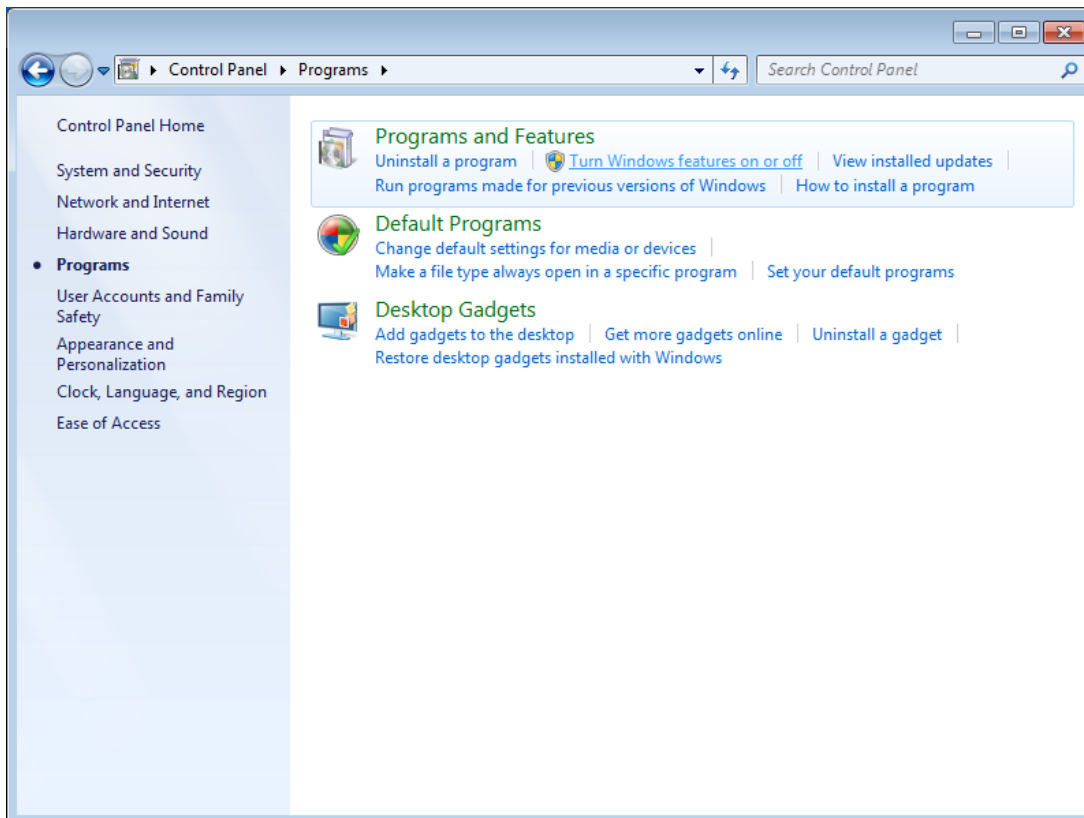 Control Panel Programs
Search Control Panel
Control Panel Home
System and Security
Network and Internet
Hardware and Sound
Programs
User Accounts and Family
Safety
Appearance and
Personalization
Clock, Language, and Region
Ease of Access
Programs and Features
Uninstall a program Turn Windows features on or off View installed updates
Run programs made for previous versions of Windows How to install a program
Default Programs
Change default settings for media or devices
Make a file type always open in a specific program Set your default programs
Desktop Gadgets
Add gadgets to the desktop Get more gadgets online Uninstall a gadget
Restore desktop gadgets installed with Windows